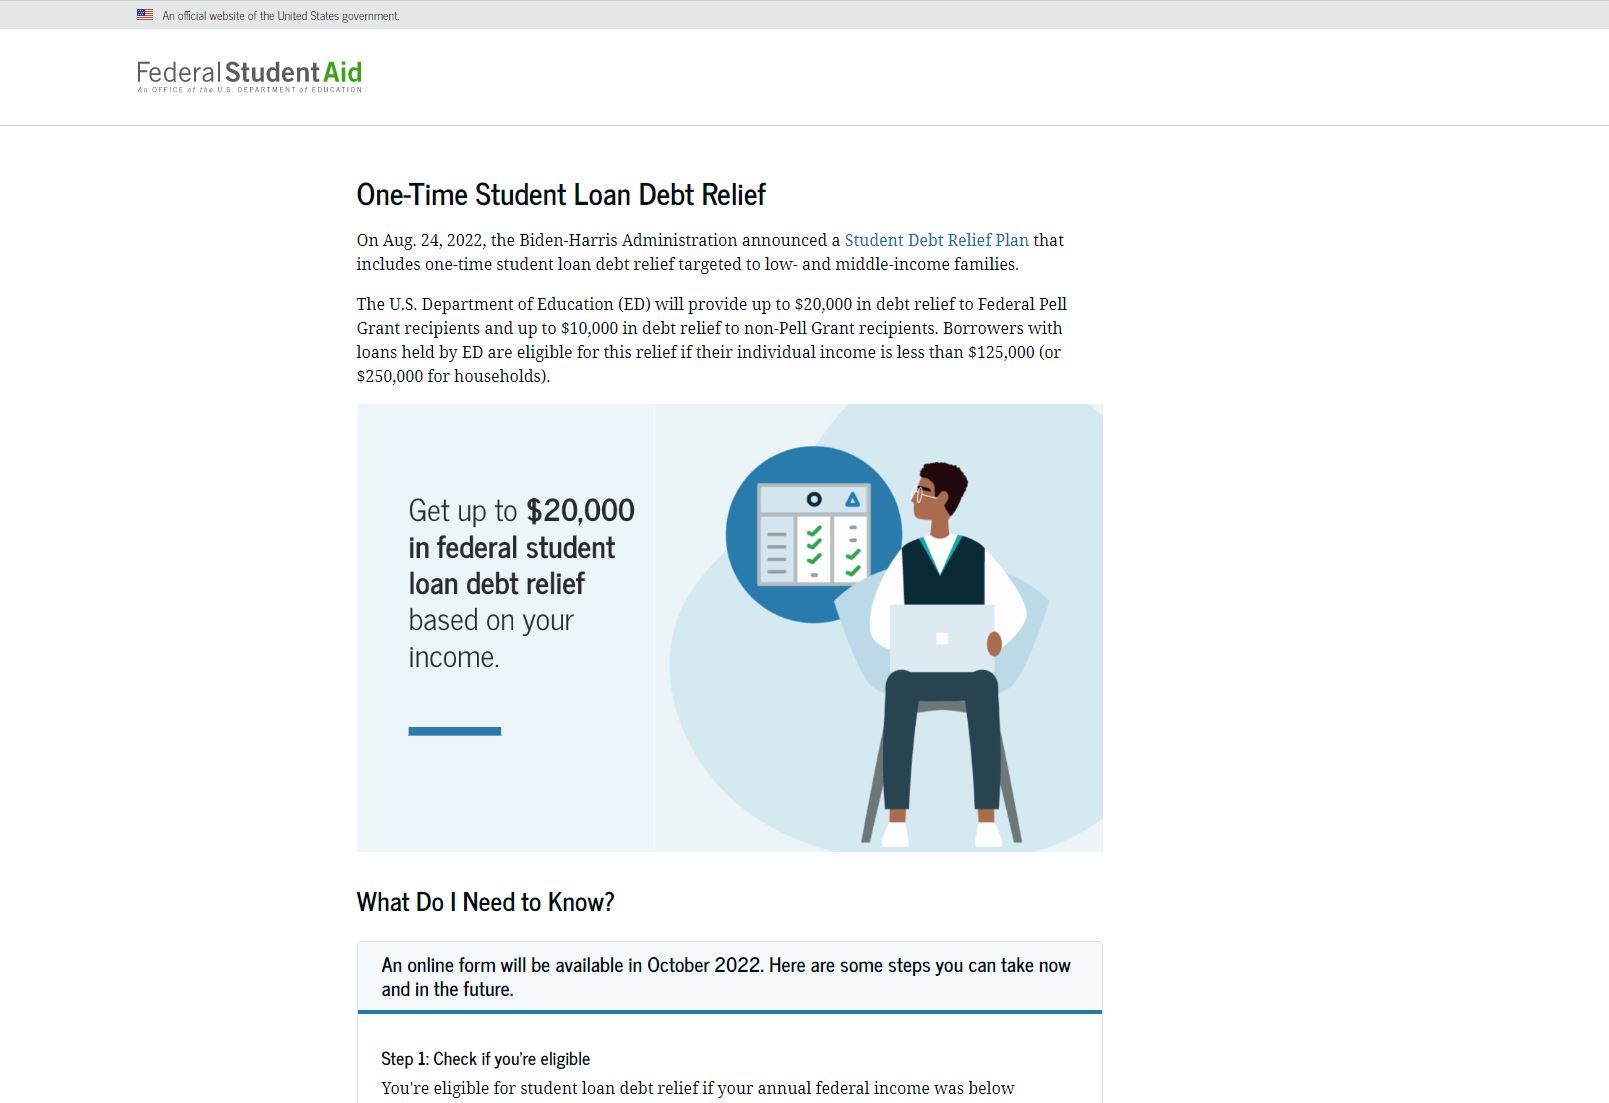 An official website of the United States government.
Federal StudentAid
An OFFICE of the U.S. DEPARTMENT of EDUCATION
One-Time Student Loan Debt Relief
On Aug. 24, 2022, the Biden-Harris Administration announced a Student Debt Relief Plan that
includes one-time student loan debt relief targeted to low- and middle-income families.
The U.S. Department of Education (ED) will provide up to $20,000 in debt relief to Federal Pell
Grant recipients and up to $10,000 in debt relief to non-Pell Grant recipients. Borrowers with
loans held by ED are eligible for this relief if their individual income is less than $125,000 (or
$250,000 for households).
Get up to $20,000
in federal student
loan debt relief
based on your
income.
What Do I Need to Know?
An online form will be available in October 2022. Here are some steps you can take now
and in the future.
Step 1: Check if you’re eligible
You're eligible for student loan debt relief if your annual federal income was below